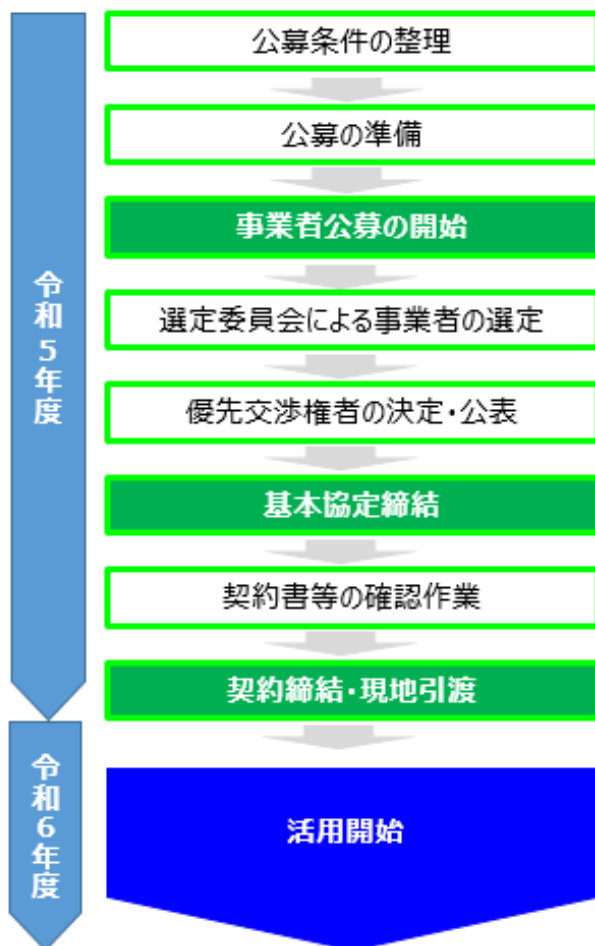 公募条件の整理
公募の準備
事業者公募の開始
選定委員会による事業者の選定
優先交渉権者の決定・公表
基本協定締結
契約書等の確認作業
契約締結・現地引渡
令和5年度
活用開始
令和6年度